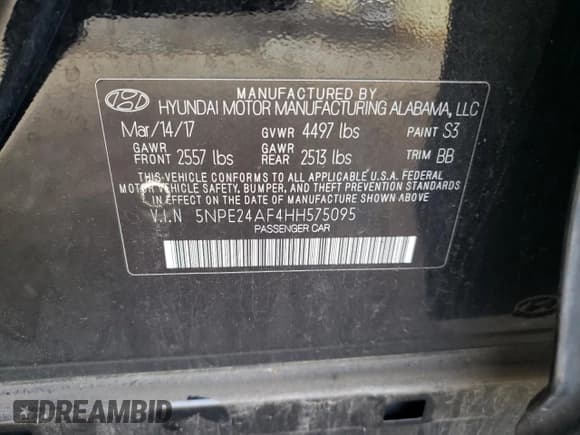 MANUFACTURED BY
HYUNDAI MOTOR MANUFACTURING ALABAMA, LLC
Mar/14/17 GVWR 4497 lbs PAINT S3
GAWR FRONT 2557 lbs GAWR REAR 2513 lbs TRIM BB
THIS VEHICLE CONFORMS TO ALL APPLICABLE U.S.A. FEDERAL
MOTOR VEHICLE SAFETY, BUMPER, AND THEFT PREVENTION STANDARDS
IN EFFECT ON THE DATE OF MANUFACTURE SHOWN ABOVE
V.I.N 5NPE24AF4HH575095
PASSENGER CAR
DREAMBID